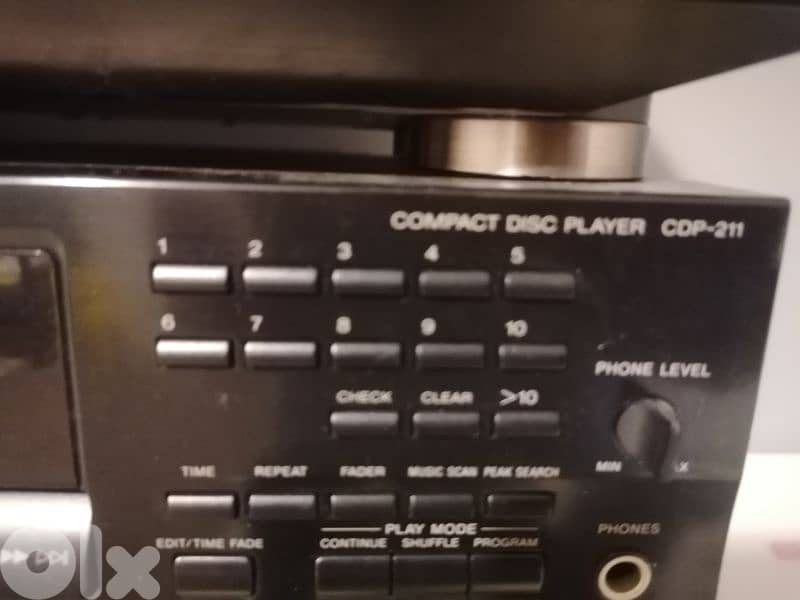 COMPACT DISC PLAYER CDP-211
1 2 3 4 5
6 7 8 9 10
PHONE LEVEL
CHECK CLEAR >10
MIN
TIME REPEAT FADER MUSIC SCAN PEAK SEARCH
PLAY MODE
PHONES
EDIT/TIME FADE CONTINUE SHUFFLE PROGRAM
olx